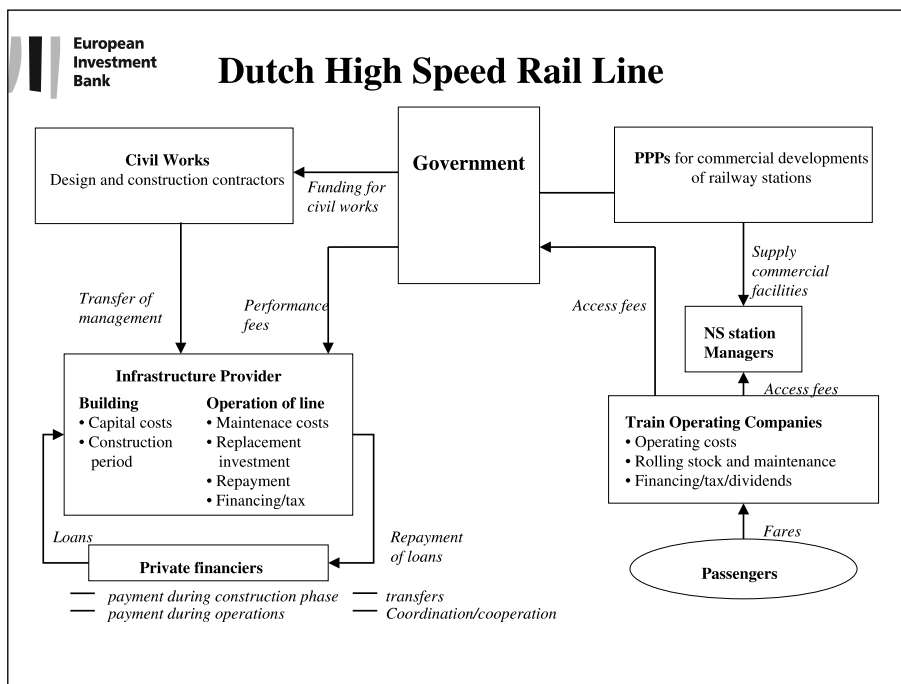 European
Investment
Bank
Dutch High Speed Rail Line
Civil Works
Design and construction contractors
Government
PPPs for commercial developments
of railway stations
Funding for
civil works
Supply
commercial
facilities
Transfer of
management
Performance
fees
Access fees
NS station
Managers
Access fees
Infrastructure Provider
Building
• Capital costs
• Construction
period
Operation of line
• Maintenace costs
• Replacement
investment
• Repayment
• Financing/tax
Train Operating Companies
• Operating costs
• Rolling stock and maintenance
• Financing/tax/dividends
Loans
Repayment
of loans
Fares
Private financiers
Passengers
payment during construction phase
payment during operations
transfers
Coordination/cooperation